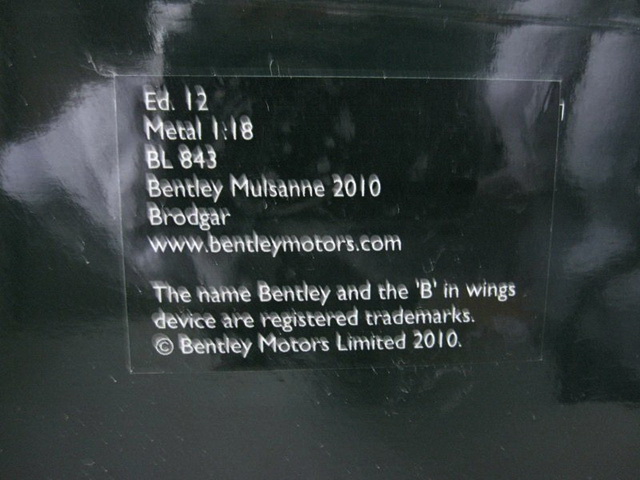 Ed. 12
Metal 1:18
BL 843
Bentley Mulsanne 2010
Brodgar
www.bentleymotors.com
The name Bentley and the 'B' in wings
device are registered trademarks.
© Bentley Motors Limited 2010.